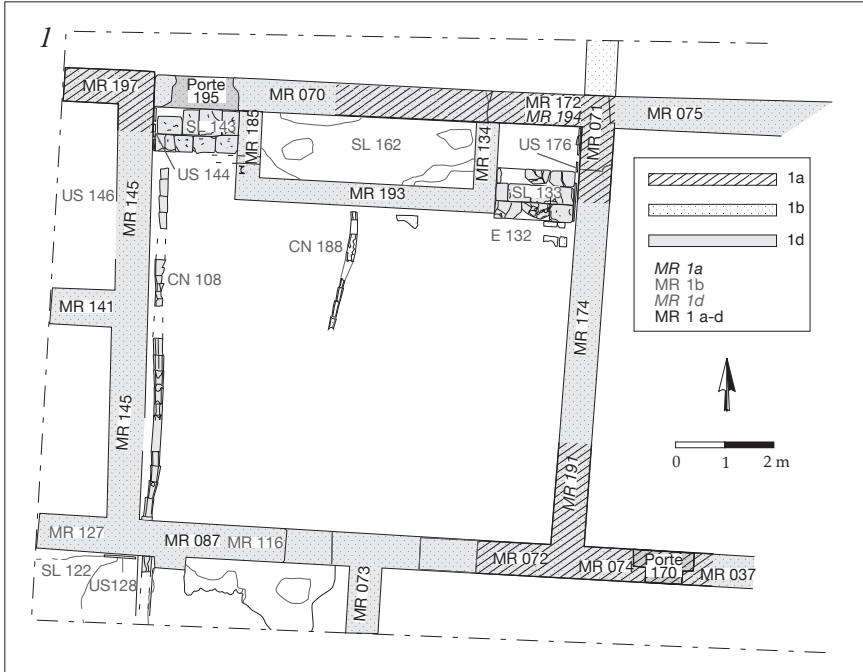 1
MR 197
Porte
195
MR 070
MR 172
MR 194
MR 071
MR 075
SL 143
MR 185
SL 162
MR 134
US 176
US 144
US 146
MR 145
MR 193
SL 133
E 132
CN 188
CN 108
MR 141
MR 174
MR 145
MR 191
1a
1b
1d
MR 1a
MR 1b
MR 1d
MR 1 a-d
0 1 2 m
MR 127
MR 087
MR 116
MR 072
MR 074
Porte
170
MR 037
SL 122
US128
MR 073